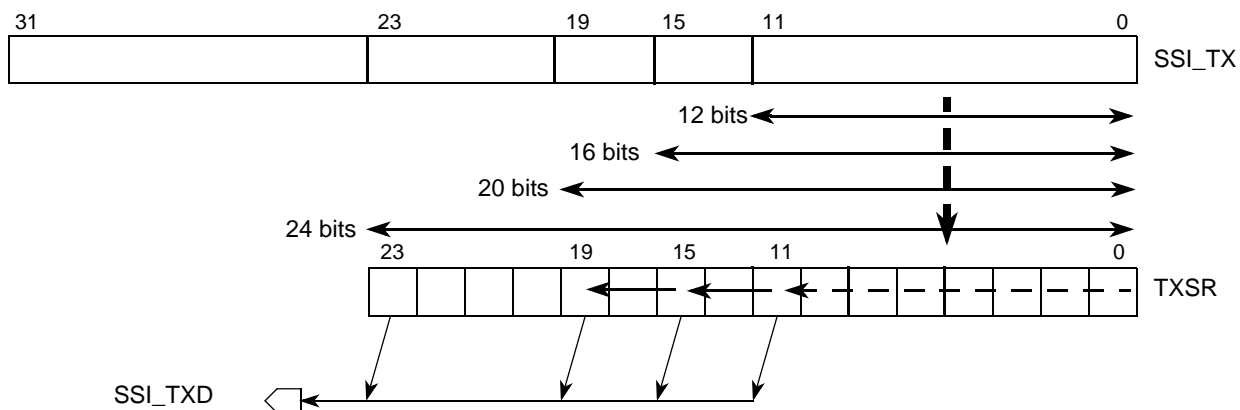 31 23 19 15 11 0
SSI_TX
12 bits
16 bits
20 bits
24 bits
23 19 15 11 0
TXSR
SSI_TXD